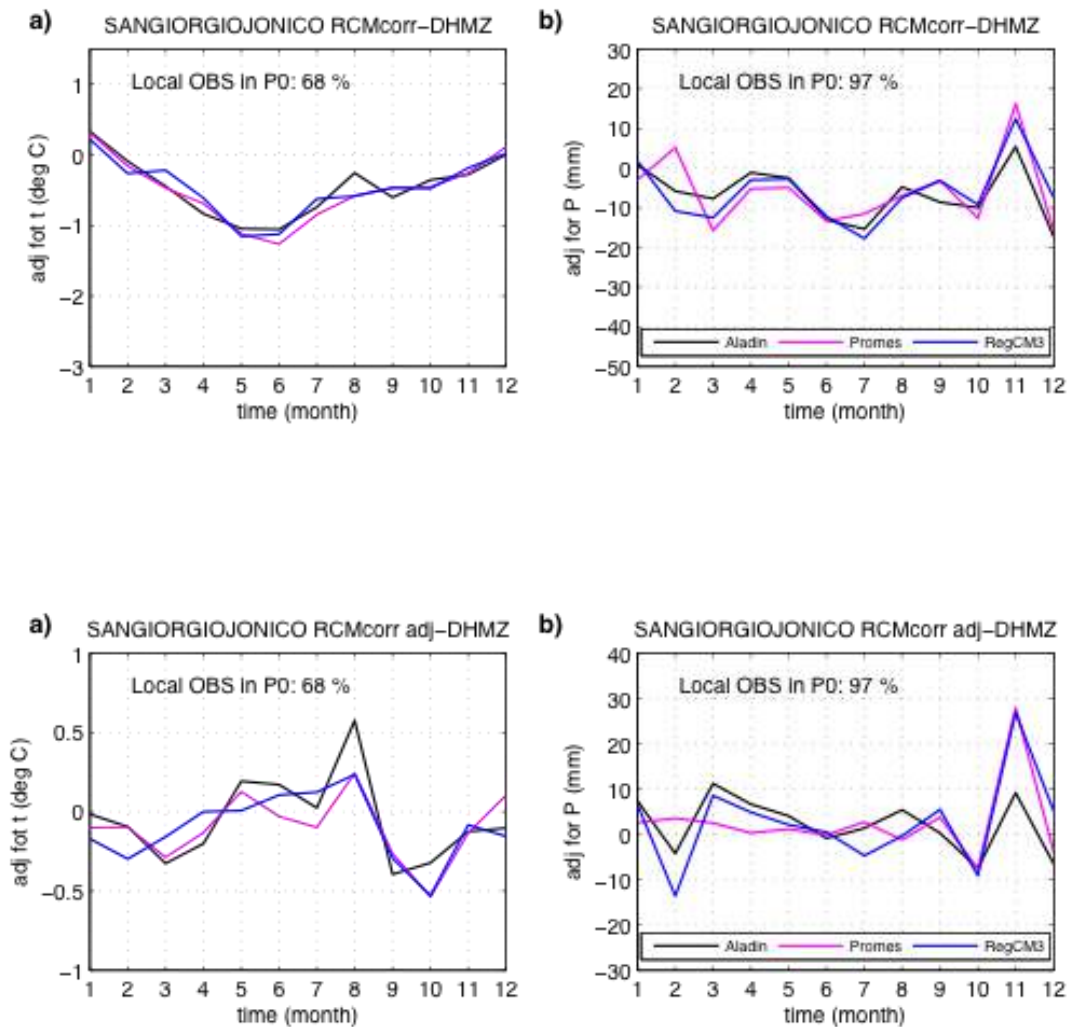 a) SANGIORGIOJONICO RCMcorr-DHMZ
Local OBS in P0: 68 %
adj fot t (deg C)
1
0
−1
−2
−3
1 2 3 4 5 6 7 8 9 10 11 12
time (month)
b) SANGIORGIOJONICO RCMcorr-DHMZ
Local OBS in P0: 97 %
adj for P (mm)
30
20
10
0
−10
−20
−30
−40
−50
Aladin Promes RegCM3
1 2 3 4 5 6 7 8 9 10 11 12
time (month)
a) SANGIORGIOJONICO RCMcorr adj-DHMZ
Local OBS in P0: 68 %
adj fot t (deg C)
1
0.5
0
−0.5
−1
1 2 3 4 5 6 7 8 9 10 11 12
time (month)
b) SANGIORGIOJONICO RCMcorr adj-DHMZ
Local OBS in P0: 97 %
adj for P (mm)
40
30
20
10
0
−10
−20
−30
Aladin Promes RegCM3
1 2 3 4 5 6 7 8 9 10 11 12
time (month)